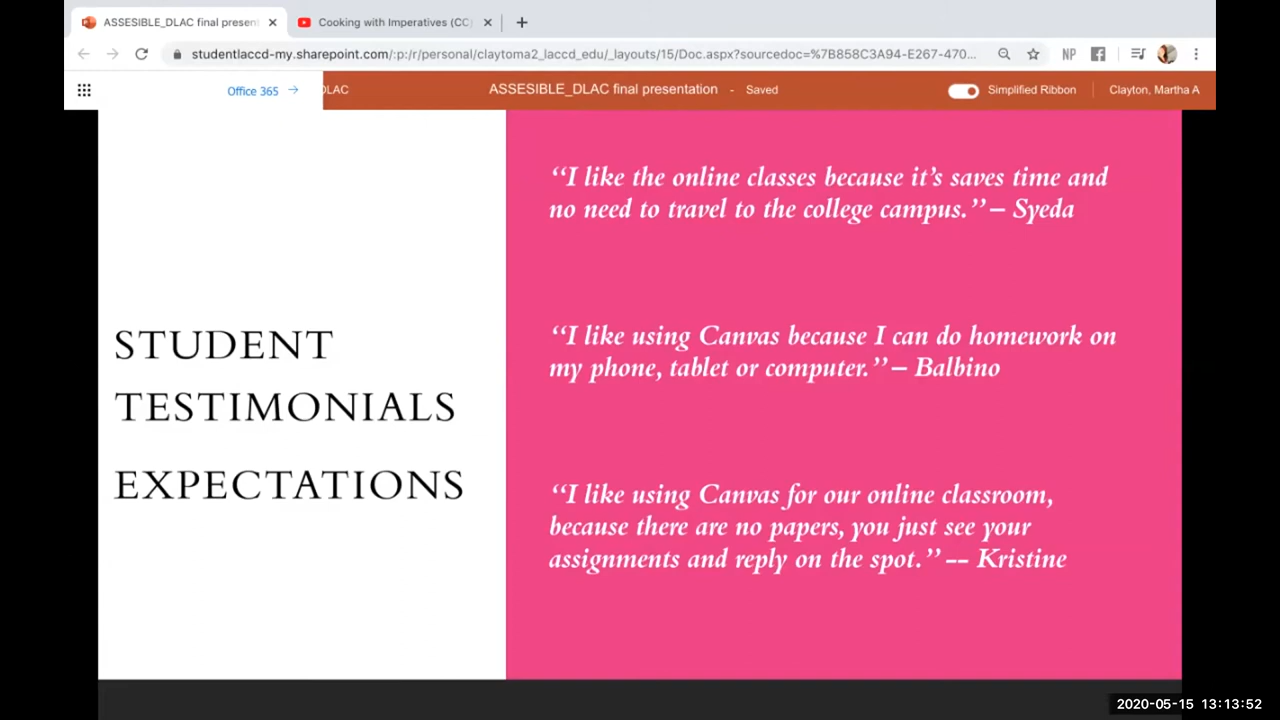 ASSESIBLE_DLAC final present
Cooking with Imperatives (CC)
studentlaccd-my.sharepoint.com/:p:/r/personal/claytoma2_laccd_edu/_layouts/15/Doc.aspx?sourcedoc=%7B858C3A94-E267-470...
NP
Office 365
DLAC
ASSESIBLE_DLAC final presentation - Saved
Simplified Ribbon
Clayton, Martha A
STUDENT
TESTIMONIALS
EXPECTATIONS
“I like the online classes because it’s saves time and
no need to travel to the college campus.” – Syeda
“I like using Canvas because I can do homework on
my phone, tablet or computer.” – Balbino
“I like using Canvas for our online classroom,
because there are no papers, you just see your
assignments and reply on the spot.” -- Kristine
2020-05-15 13:13:52